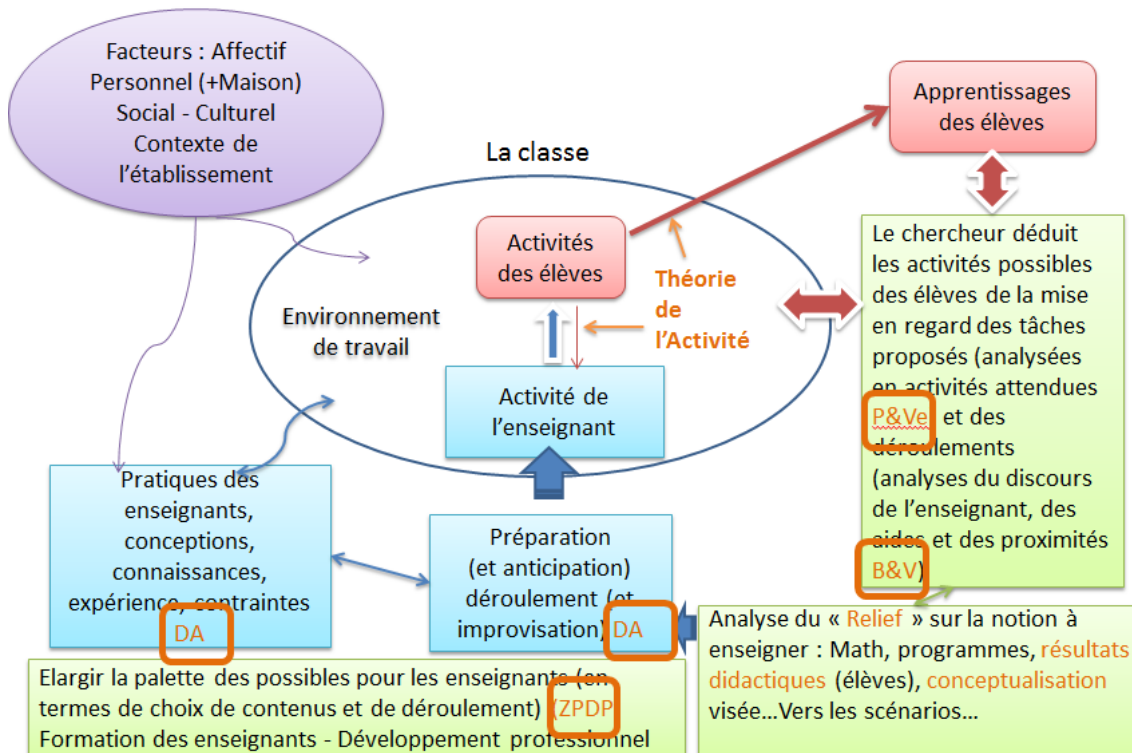 Facteurs : Affectif
Personnel (+Maison)
Social - Culturel
Contexte de
l'établissement
La classe
Apprentissages
des élèves
Activités
des élèves
Théorie
de
l'Activité
Environnement
de travail
Activité de
l'enseignant
Le chercheur déduit
les activités possibles
des élèves de la mise
en regard des tâches
proposés (analysées
en activités attendues
P&Ve et des
déroulements
(analyses du discours
de l'enseignant, des
aides et des proximités
B&V)
Pratiques des
enseignants,
conceptions,
connaissances,
expérience, contraintes
DA
Préparation
(et anticipation)
déroulement (et
improvisation) DA
Analyse du « Relief » sur la notion à
enseigner : Math, programmes, résultats
didactiques (élèves), conceptualisation
visée...Vers les scénarios...
Elargir la palette des possibles pour les enseignants (en
termes de choix de contenus et de déroulement) (ZPDP
Formation des enseignants - Développement professionnel